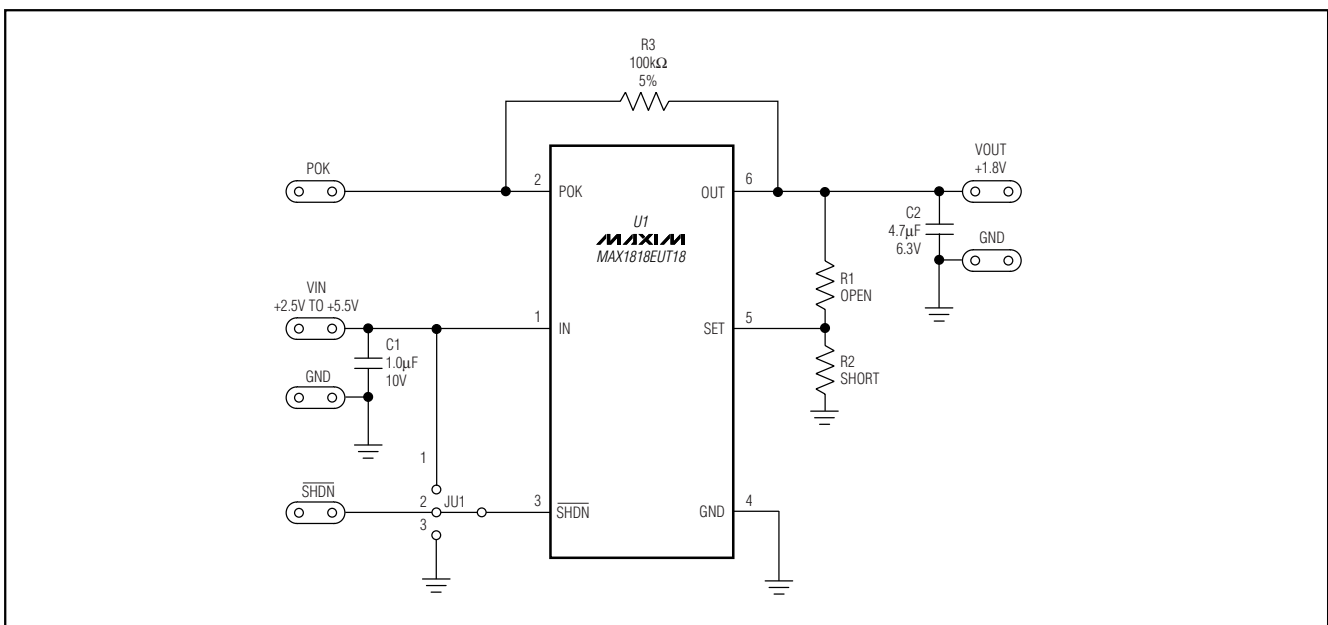 R3
100kΩ
5%
POK
2
POK
OUT
6
VOUT
+1.8V
U1
MAXIM
MAX1818EUT18
C2
4.7µF
6.3V
GND
R1
OPEN
VIN
+2.5V TO +5.5V
1
IN
SET
5
C1
1.0µF
10V
R2
SHORT
GND
1
SHDN
2
JU1
3
3
SHDN
GND
4